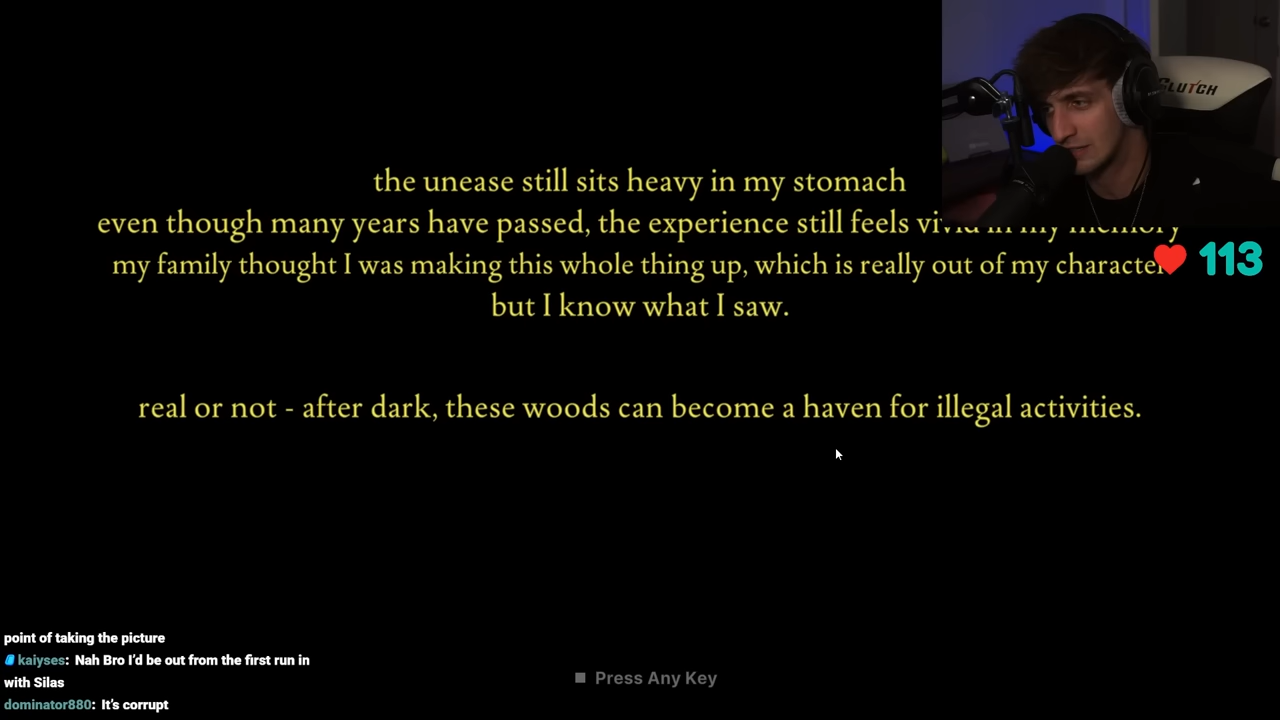 the unease still sits heavy in my stomach
even though many years have passed, the experience still feels vivid in my memory
my family thought I was making this whole thing up, which is really out of my character
but I know what I saw.
real or not - after dark, these woods can become a haven for illegal activities.
CLUTCH
113
point of taking the picture
kaiyses: Nah Bro I'd be out from the first run in
with Silas
dominator880: It's corrupt
Press Any Key